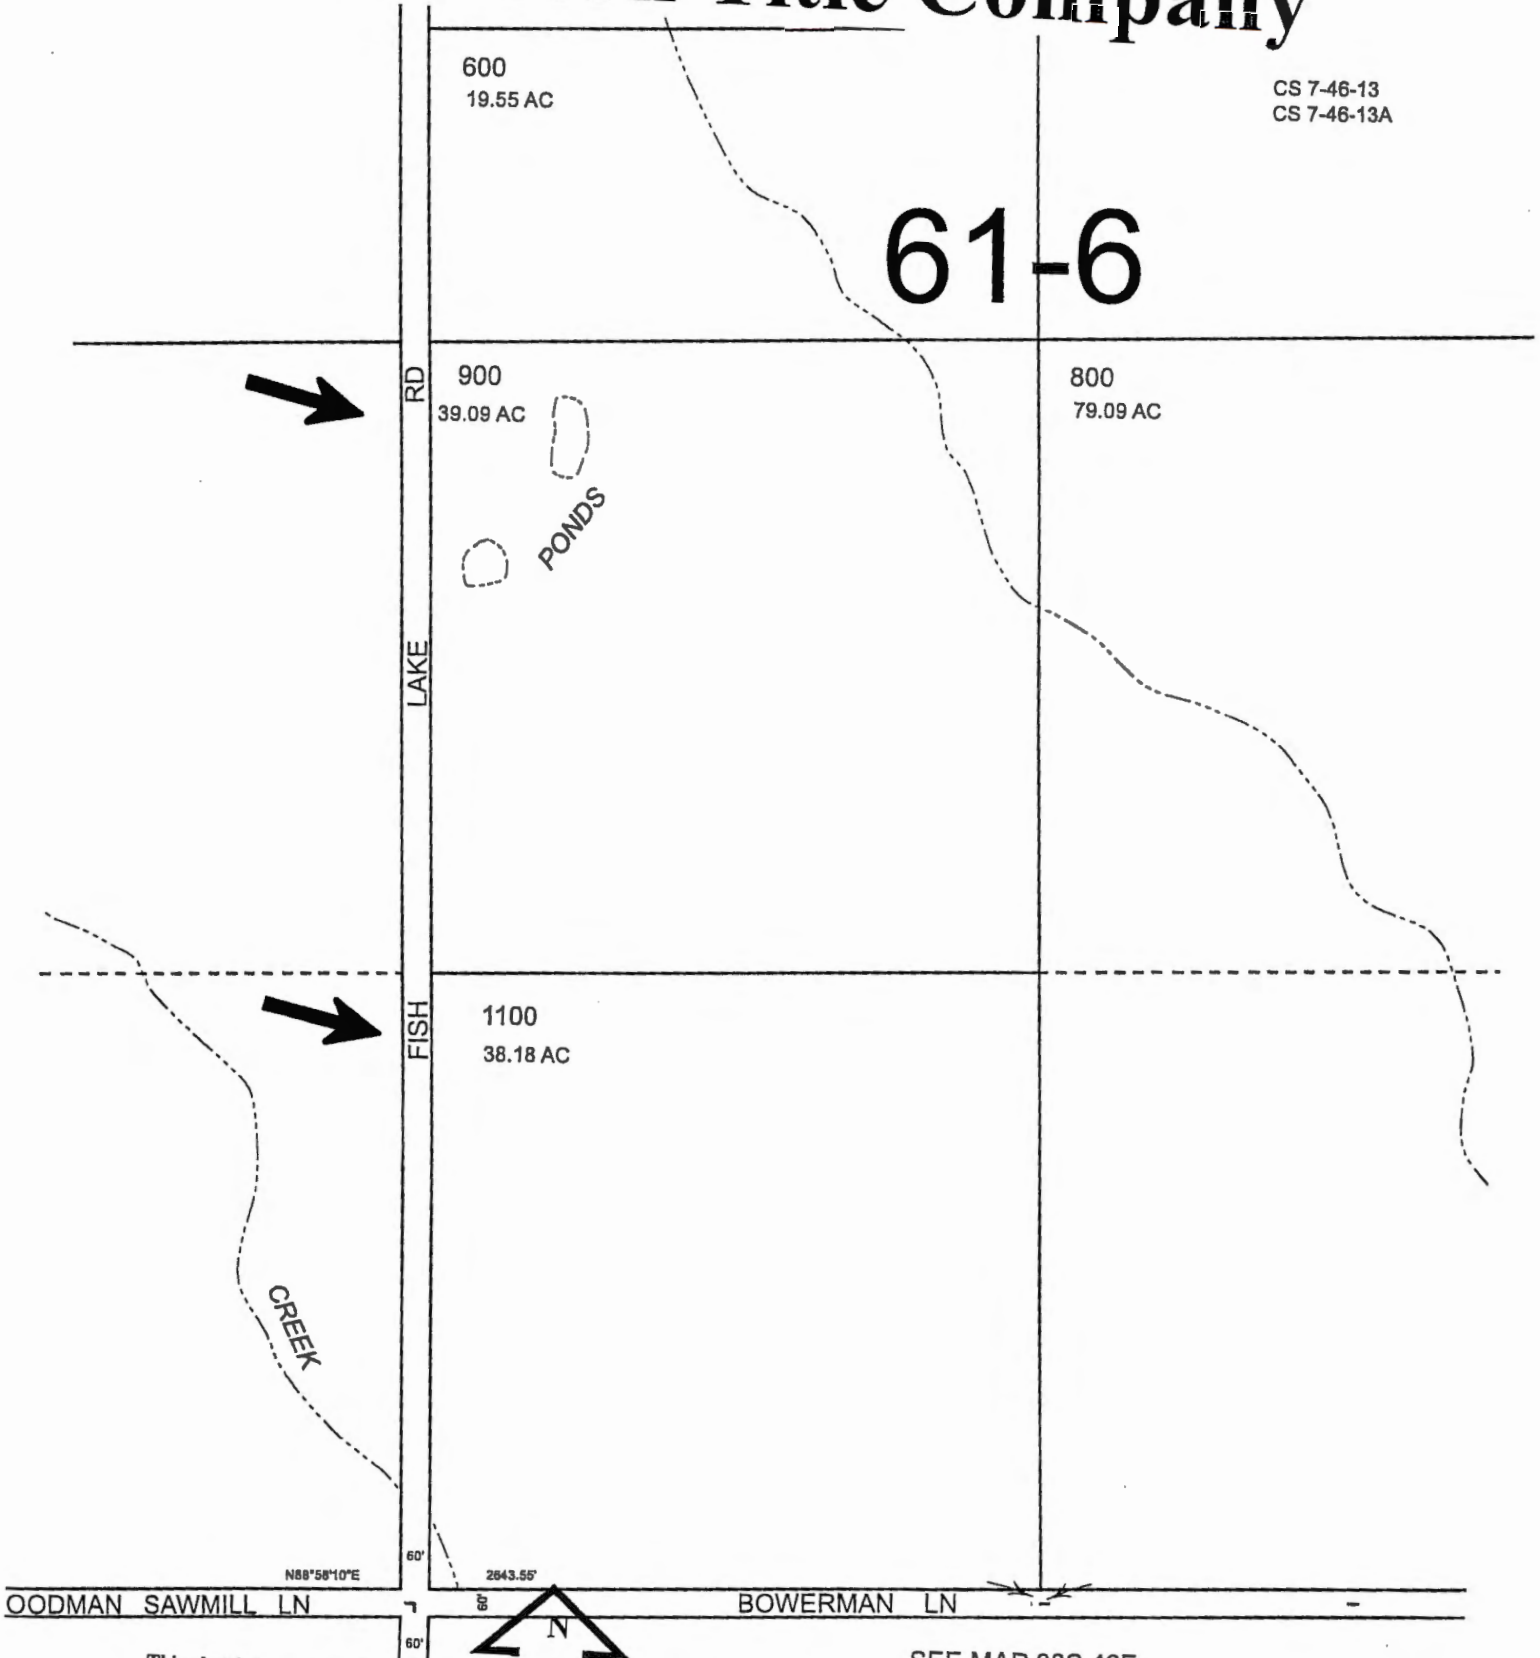 Title Company
600
19.55 AC
CS 7-46-13
CS 7-46-13A
61-6
RD
900
39.09 AC
800
79.09 AC
PONDS
LAKE
FISH
1100
38.18 AC
CREEK
60'
N88°58'10"E
2643.55'
OODMAN SAWMILL LN
60'
BOWERMAN LN
N
60'